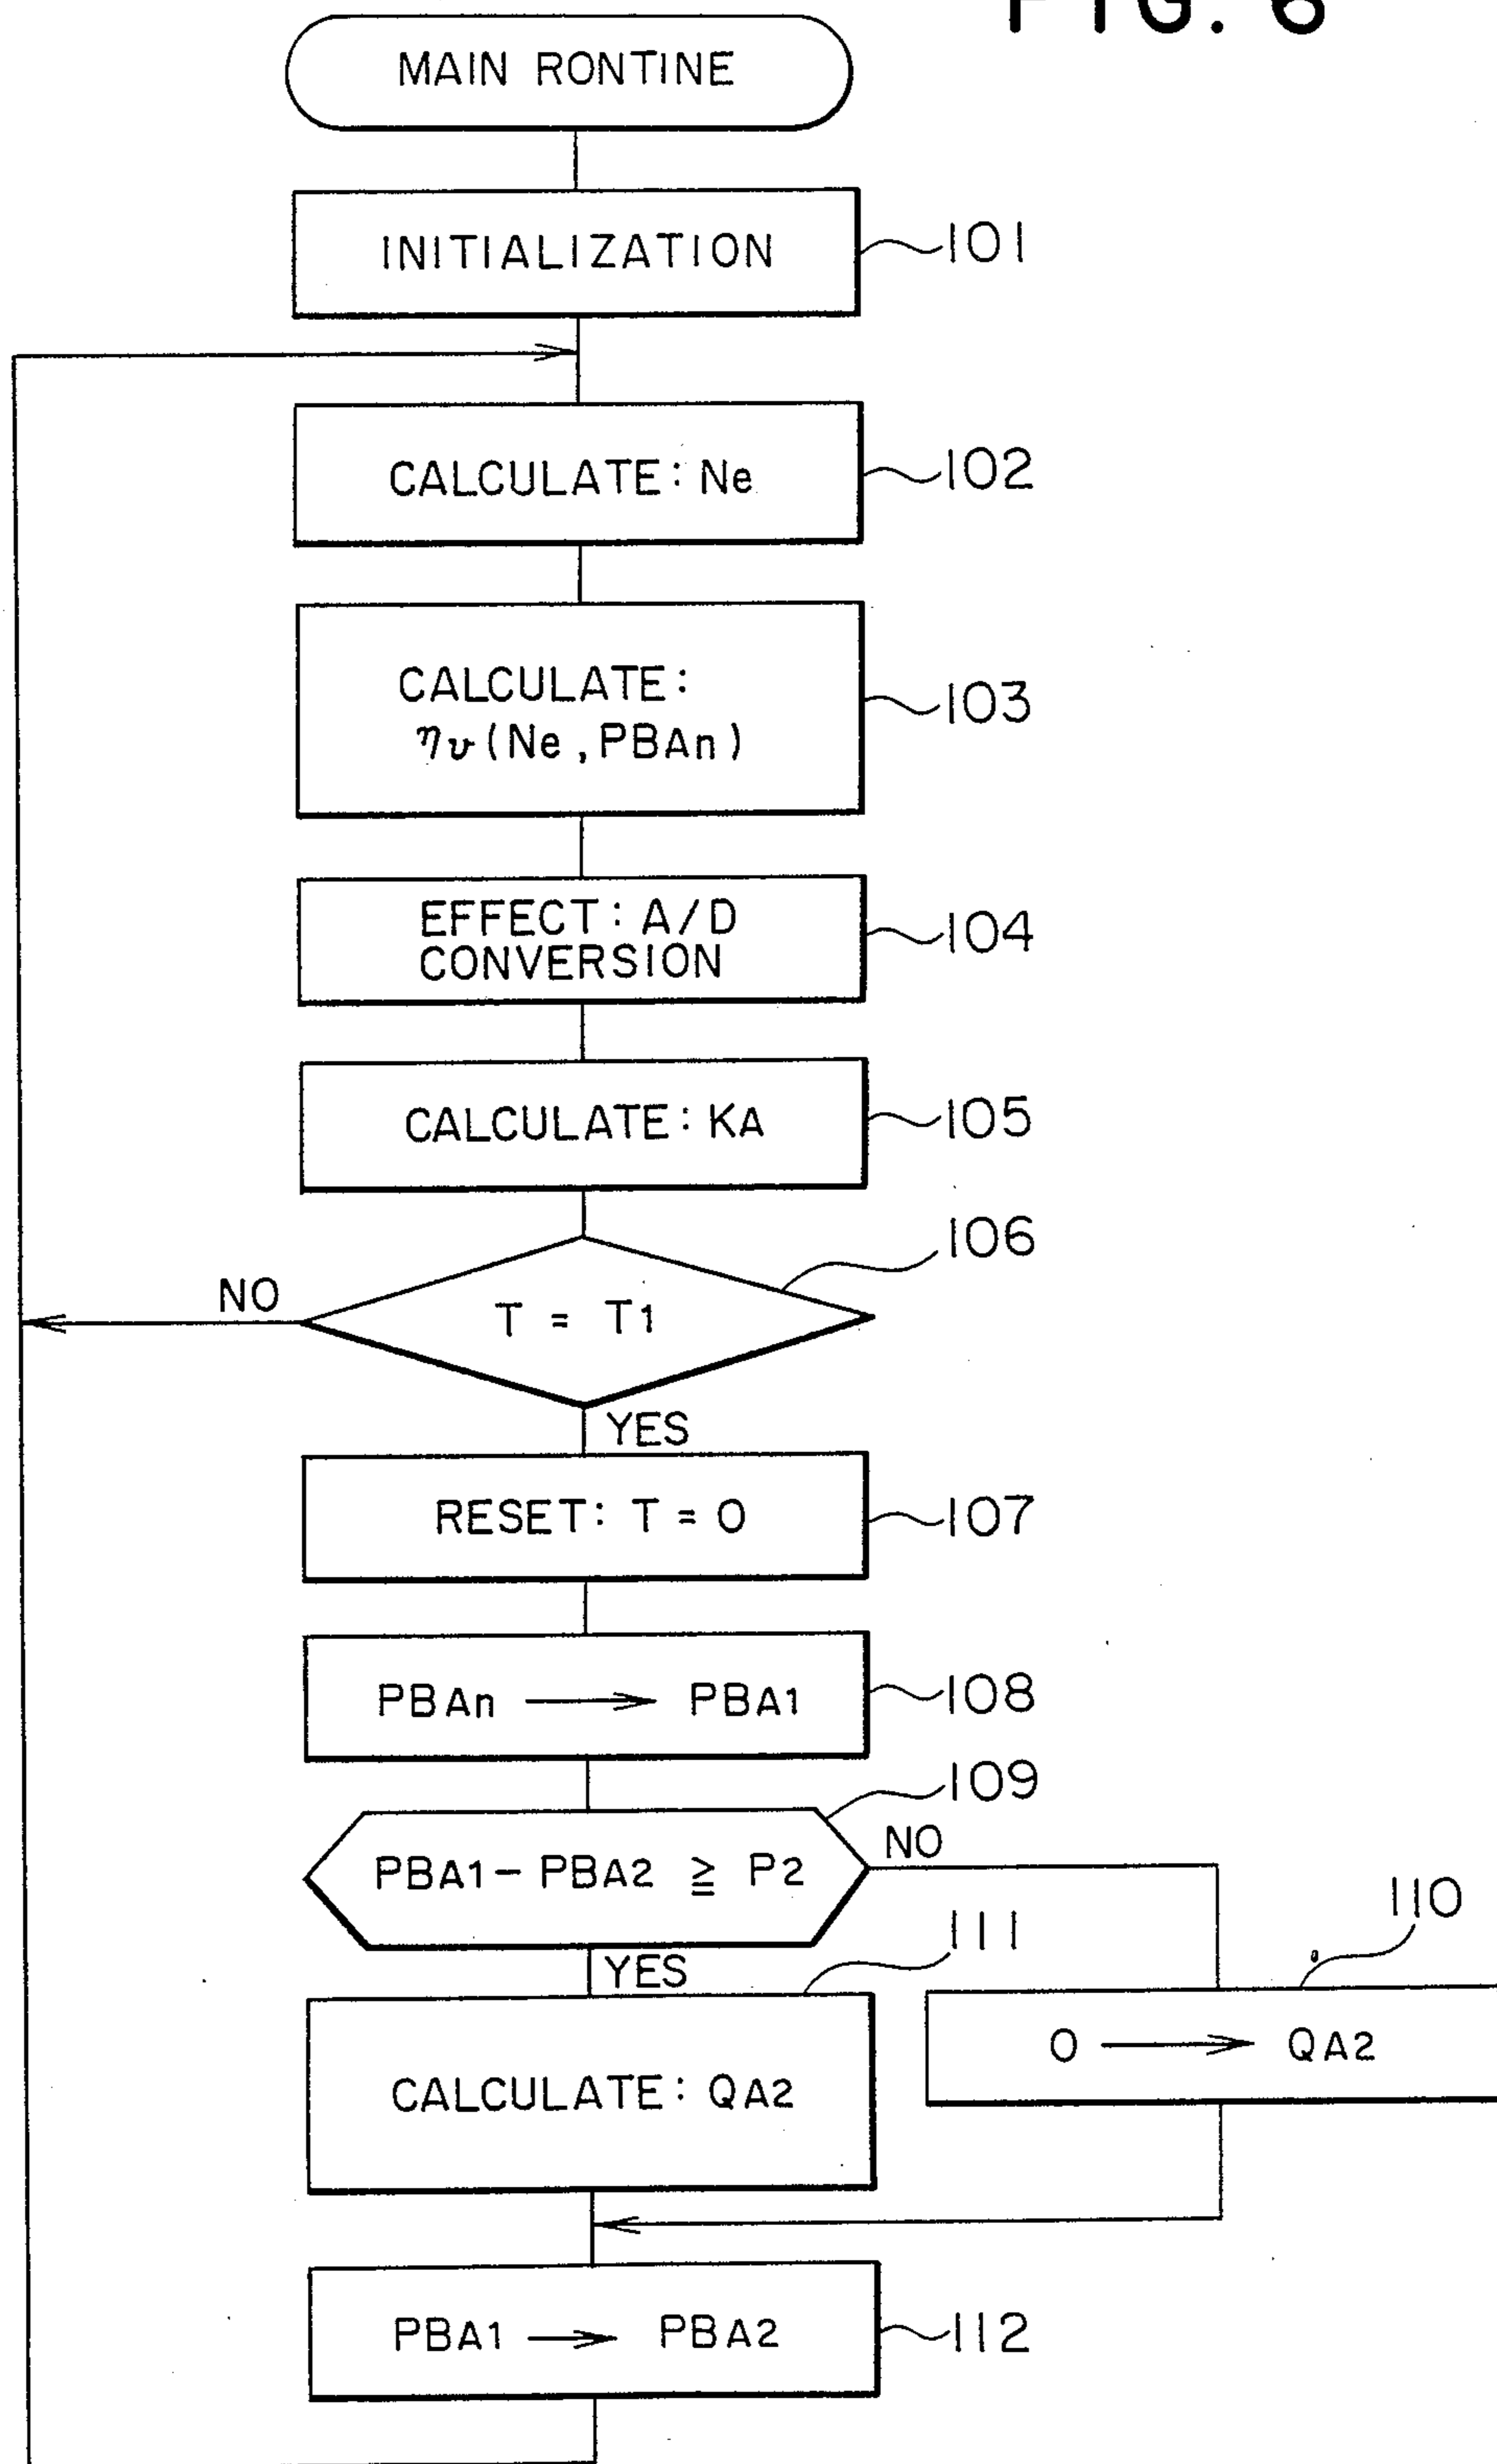 FIG. 6
MAIN RONTINE
INITIALIZATION
101
CALCULATE: Ne
102
CALCULATE:
ηv (Ne, PBAn)
103
EFFECT: A/D
CONVERSION
104
CALCULATE: KA
105
106
NO
T = T1
YES
RESET: T = 0
107
PBAn ⟶ PBA1
108
109
PBA1 - PBA2 ≧ P2
NO
110
111
YES
CALCULATE: QA2
0 ⟶ QA2
PBA1 ⟶ PBA2
112